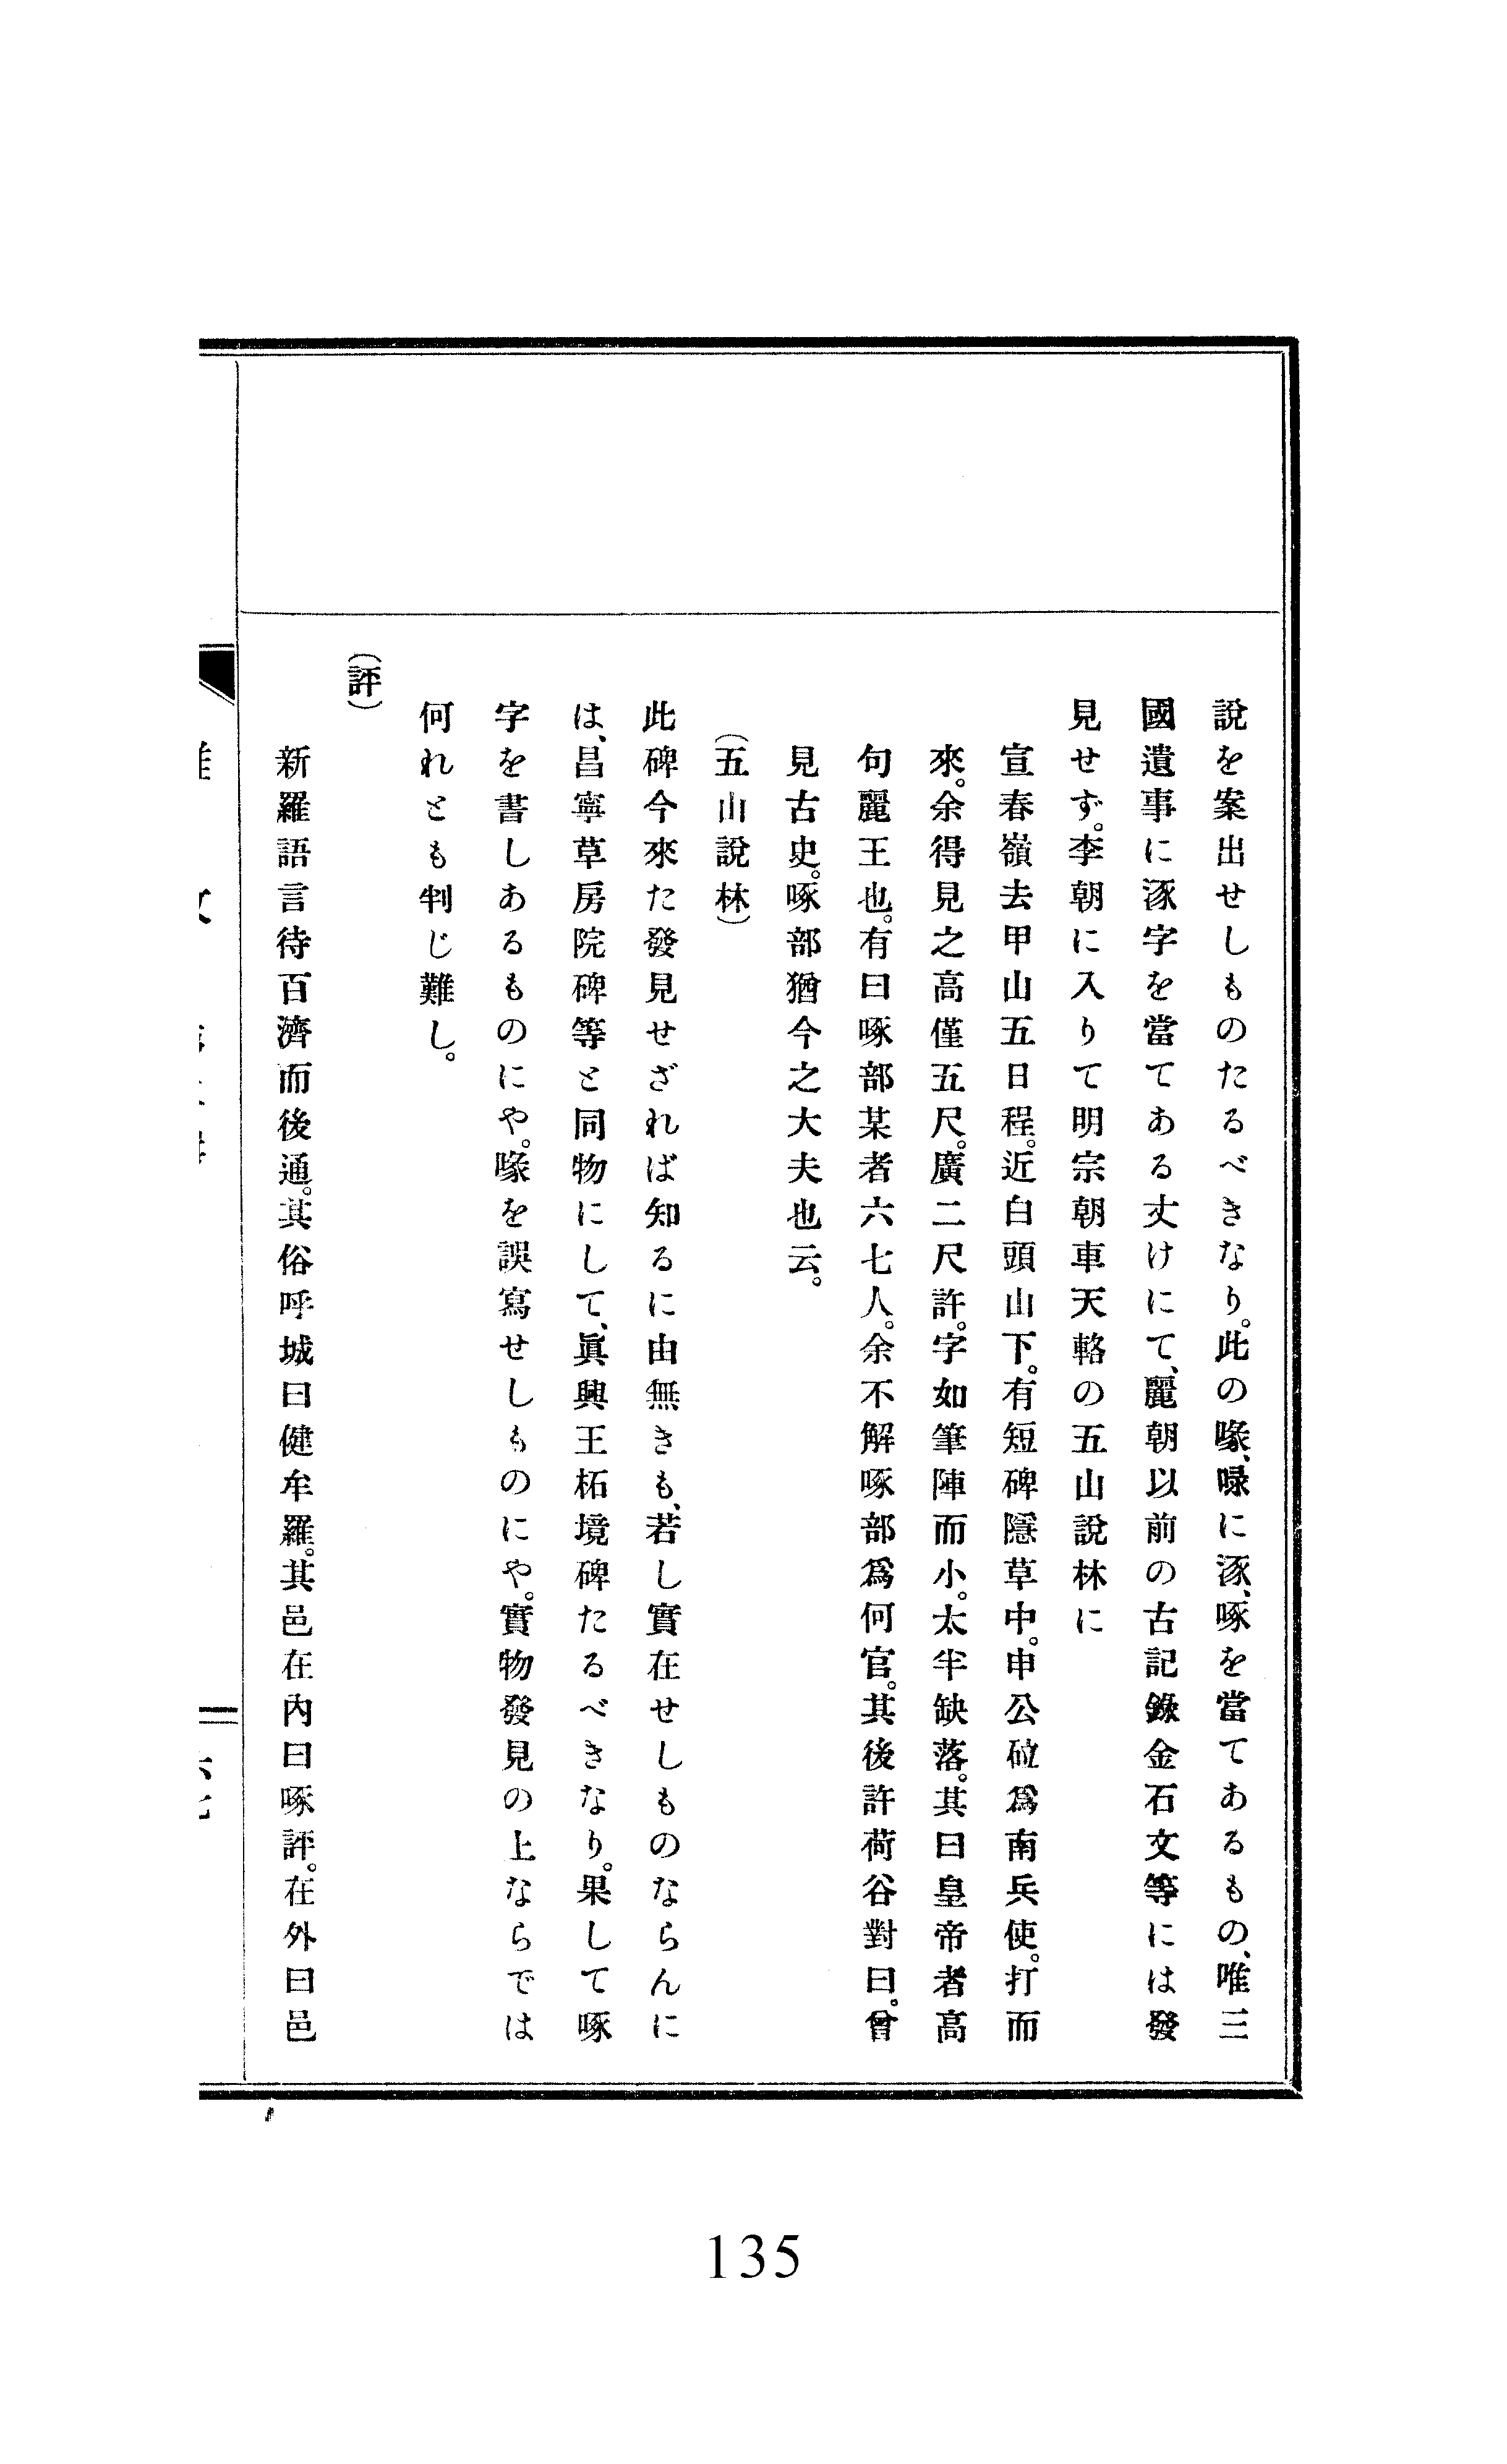 說を案出せしものたるべきなり。此の喙、㖨に涿、啄を當てあるもの、唯三
國遺事に涿字を當てある丈けにて、麗朝以前の古記錄金石文等には發
見せず。李朝に入りて明宗朝車天輅の五山說林に
宣春嶺去甲山五日程。近白頭山下。有短碑隱草中。申公砬爲南兵使。打而
來。余得見之高僅五尺。廣二尺許。字如筆陣而小。太半缺落。其曰皇帝者高
句麗王也。有曰啄部某者六七人。余不解啄部爲何官。其後許荷谷對曰。曾
見古史。啄部猶今之大夫也云。
(五山說林)
此碑今來た發見せざれば知るに由無きも、若し實在せしものならんに
は、昌寧草房院碑等と同物にして、眞興王柘境碑たるべきなり。果して啄
字を書しあるものにや。喙を誤寫せしものにや。實物發見の上ならでは
何れとも判じ難し。
(評)
新羅語言待百濟而後通。其俗呼城曰健牟羅。其邑在內曰啄評。在外曰邑
135